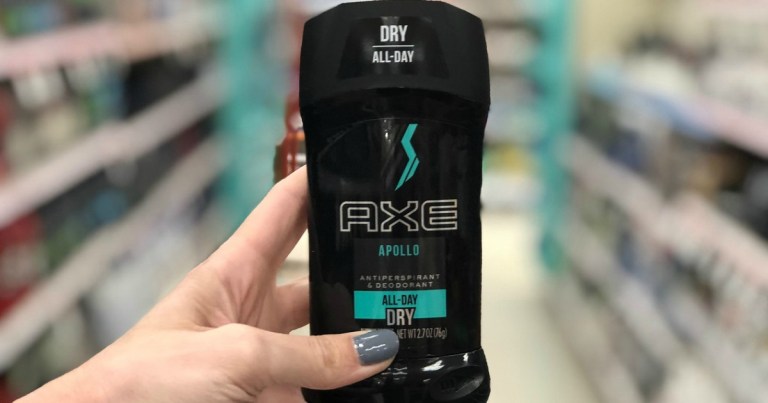 DRY
ALL-DAY
AXE
APOLLO
ANTIPERSPIRANT
& DEODORANT
ALL-DAY
DRY
NET WT 2.7 OZ (76g)